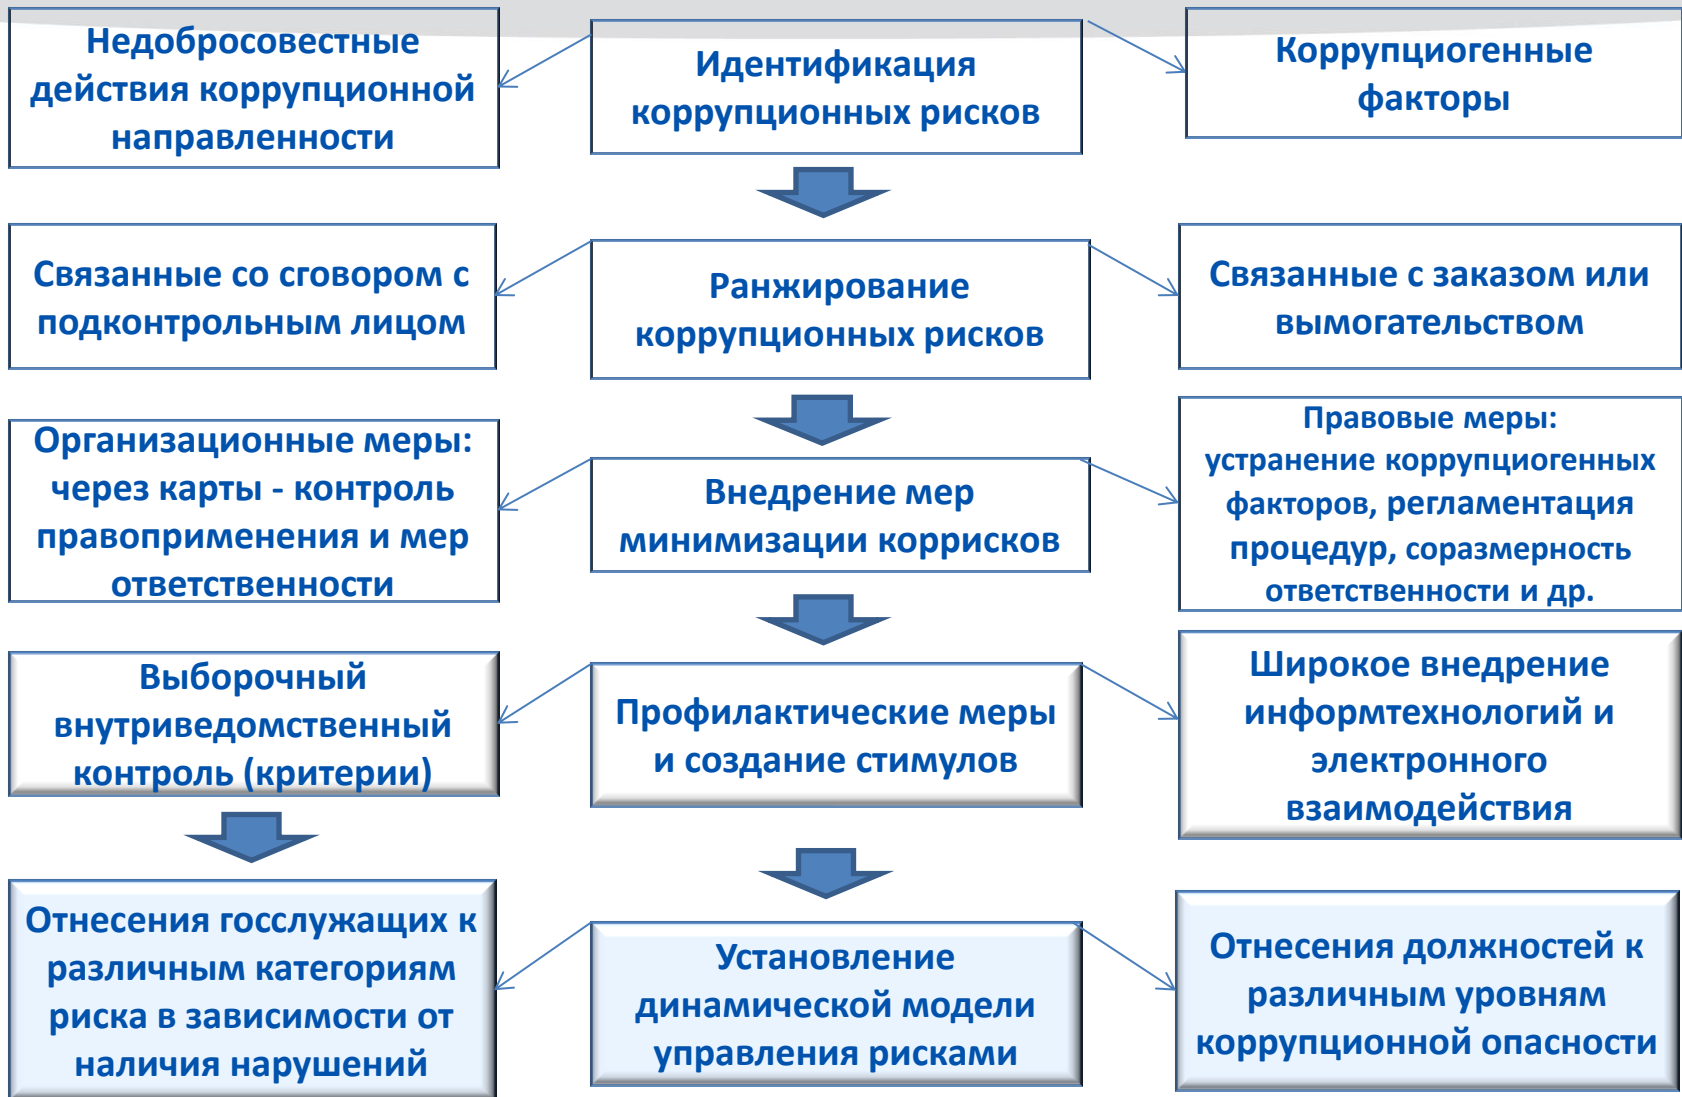 Недобросовестные
действия коррупционной
направленности
Идентификация
коррупционных рисков
Коррупциогенные
факторы
Связанные со сговором с
подконтрольным лицом
Ранжирование
коррупционных рисков
Связанные с заказом или
вымогательством
Организационные меры:
через карты - контроль
правоприменения и мер
ответственности
Внедрение мер
минимизации коррисков
Правовые меры:
устранение коррупциогенных
факторов, регламентация
процедур, соразмерность
ответственности и др.
Выборочный
внутриведомственный
контроль (критерии)
Профилактические меры
и создание стимулов
Широкое внедрение
информтехнологий и
электронного
взаимодействия
Отнесения госслужащих к
различным категориям
риска в зависимости от
наличия нарушений
Установление
динамической модели
управления рисками
Отнесения должностей к
различным уровням
коррупционной опасности